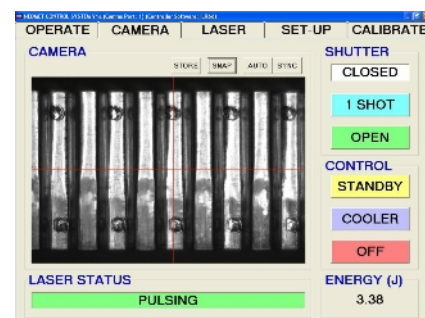 OPERATE CAMERA LASER SET-UP CALIBRATE
CAMERA
STORE SNAP AUTO SYNC
SHUTTER
CLOSED
1 SHOT
OPEN
CONTROL
STANDBY
COOLER
OFF
LASER STATUS
PULSING
ENERGY (J)
3.38